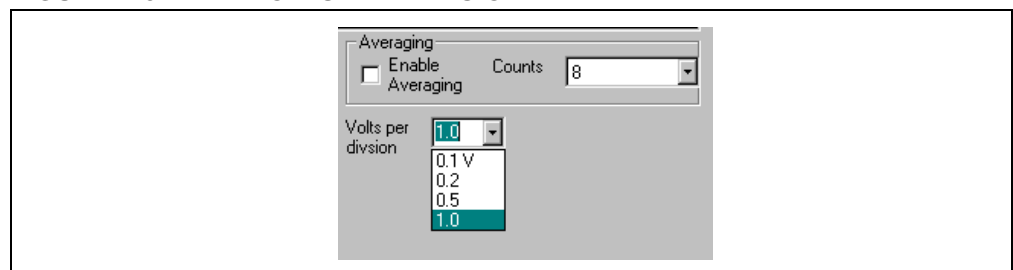 Averaging
Enable Averaging
Counts
8
Volts per
divsion
1.0
0.1 V
0.2
0.5
1.0